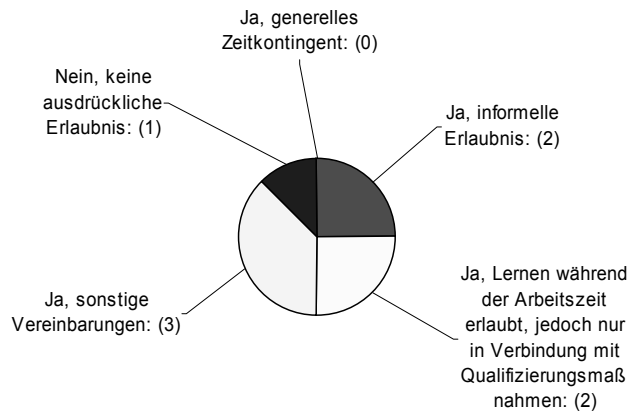 Ja, generelles
Zeitkontingent: (0)
Nein, keine
ausdrückliche
Erlaubnis: (1)
Ja, informelle
Erlaubnis: (2)
Ja, sonstige
Vereinbarungen: (3)
Ja, Lernen während
der Arbeitszeit
erlaubt, jedoch nur
in Verbindung mit
Qualifizierungsmaß
nahmen: (2)